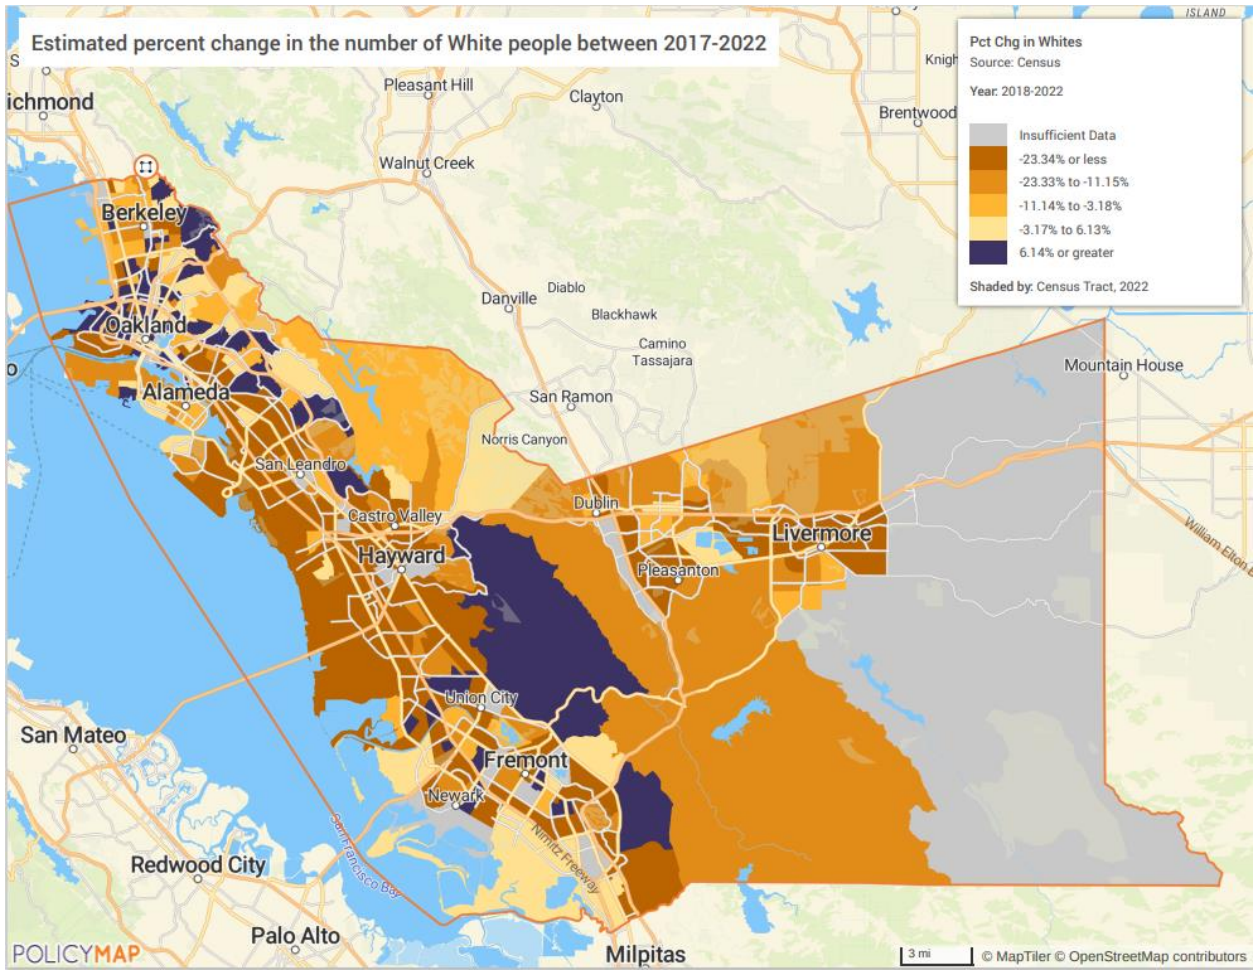 Estimated percent change in the number of White people between 2017-2022
Pct Chg in Whites
Source: Census
Year: 2018-2022
Insufficient Data
-23.34% or less
-23.33% to -11.15%
-11.14% to -3.18%
-3.17% to 6.13%
6.14% or greater
Shaded by: Census Tract, 2022
ISLAND
Knigh
Pleasant Hill
Clayton
ichmond
Brentwood
Walnut Creek
Berkeley
Diablo
Danville
Blackhawk
Oakland
Camino
Tassajara
Mountain House
o
Alameda
San Ramon
Norris Canyon
San Leandro
Dublin
Castro Valley
William Elton B
Livermore
Hayward
Pleasanton
Union City
San Mateo
Fremont
Newark
Nimitz Freeway
San Francisco Bay
Redwood City
Palo Alto
Milpitas
POLICYMAP
3 mi
© MapTiler © OpenStreetMap contributors